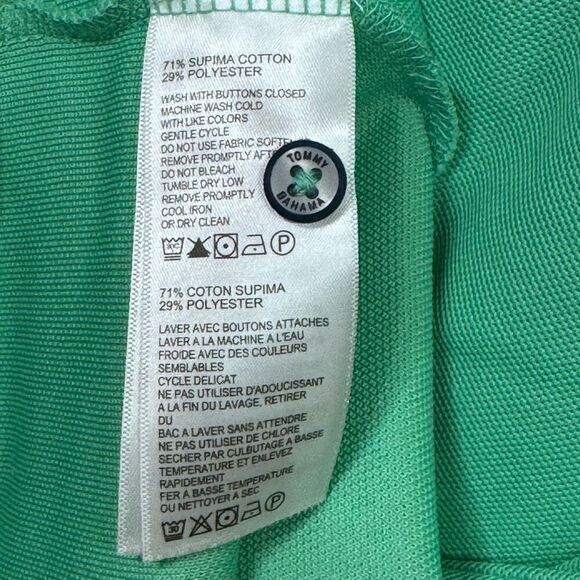 71% SUPIMA COTTON
29% POLYESTER
WASH WITH BUTTONS CLOSED
MACHINE WASH COLD
WITH LIKE COLORS
GENTLE CYCLE
DO NOT USE FABRIC
REMOVE PROMPTLY
DO NOT BLEACH
TUMBLE DRY LOW
REMOVE PROMPTLY
COOL IRON
OR DRY CLEAN
TOMMY
BAHAMA
P
71% COTON SUPIMA
29% POLYESTER
LAVER AVEC BOUTONS ATTACHES
LAVER A LA MACHINE A L'EAU
FROIDE AVEC DES COULEURS
SEMBLABLES
CYCLE DELICAT
NE PAS UTILISER D'ADOUCISSANT
A LA FIN DU LAVAGE, RETIRER
DU
BAC A LAVER SANS ATTENDRE
NE PAS UTILISER DE CHLORE
SECHER PAR CULBUTAGE A BASSE
TEMPERATURE ET ENLEVEZ
RAPIDEMENT
FER A BASSE TEMPERATURE
OU NETTOYER A SEC
30 P